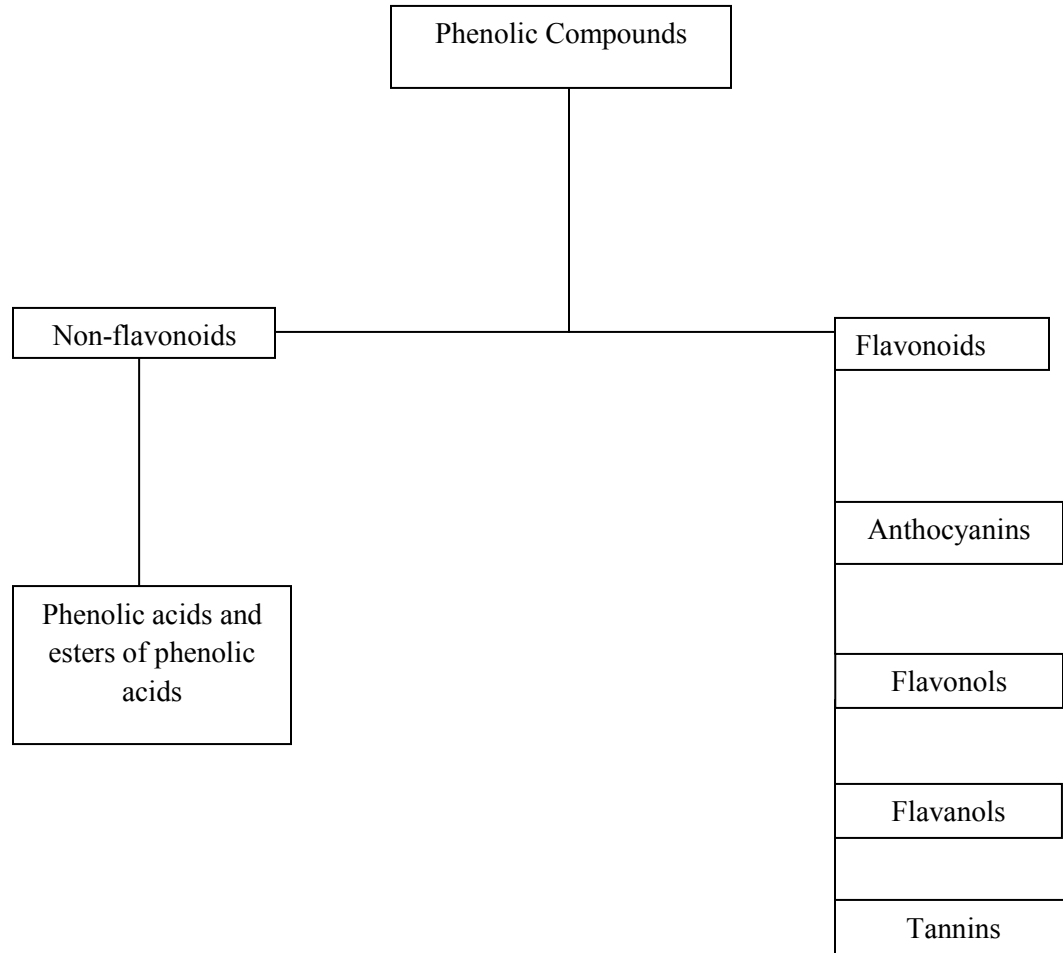 Phenolic Compounds
Non-flavonoids
Flavonoids
Anthocyanins
Phenolic acids and
esters of phenolic
acids
Flavonols
Flavanols
Tannins